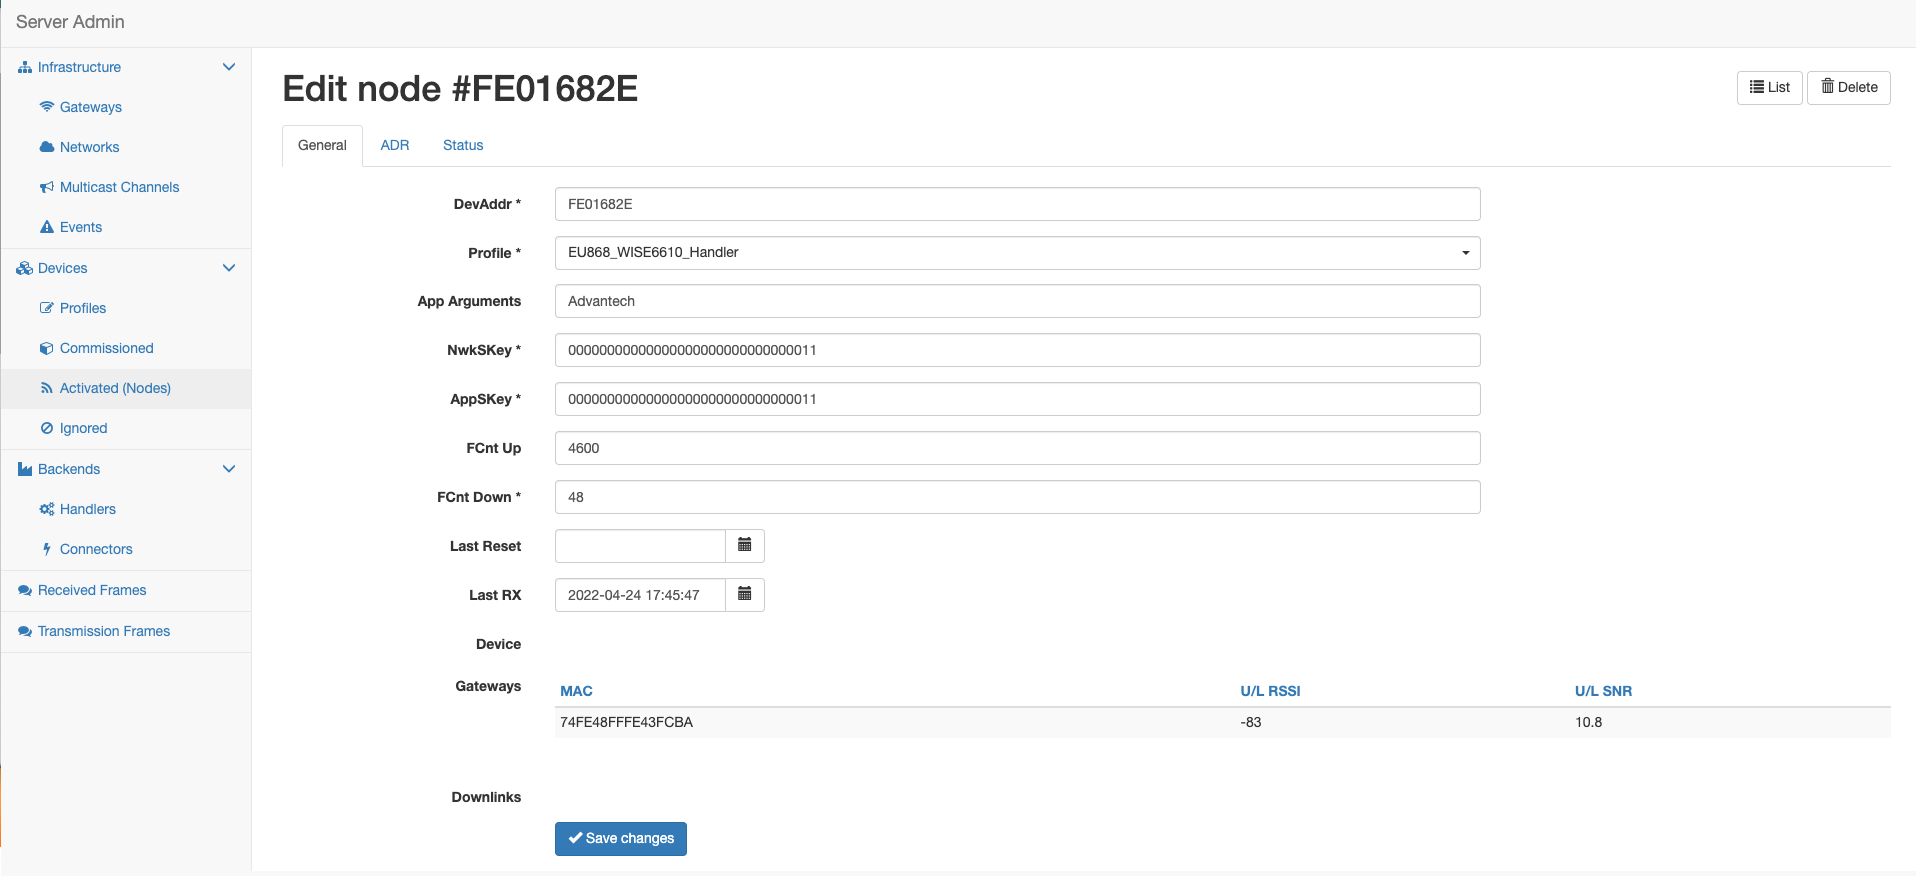 Server Admin
Infrastructure
Gateways
Networks
Multicast Channels
Events
Devices
Profiles
Commissioned
Activated (Nodes)
Ignored
Backends
Handlers
Connectors
Received Frames
Transmission Frames
Edit node #FE01682E
List
Delete
General ADR Status
DevAddr * FE01682E
Profile * EU868_WISE6610_Handler
App Arguments Advantech
NwkSKey * 00000000000000000000000000000011
AppSKey * 00000000000000000000000000000011
FCnt Up 4600
FCnt Down * 48
Last Reset
Last RX 2022-04-24 17:45:47
Device
Gateways
MAC U/L RSSI U/L SNR
74FE48FFFE43FCBA -83 10.8
Downlinks
Save changes